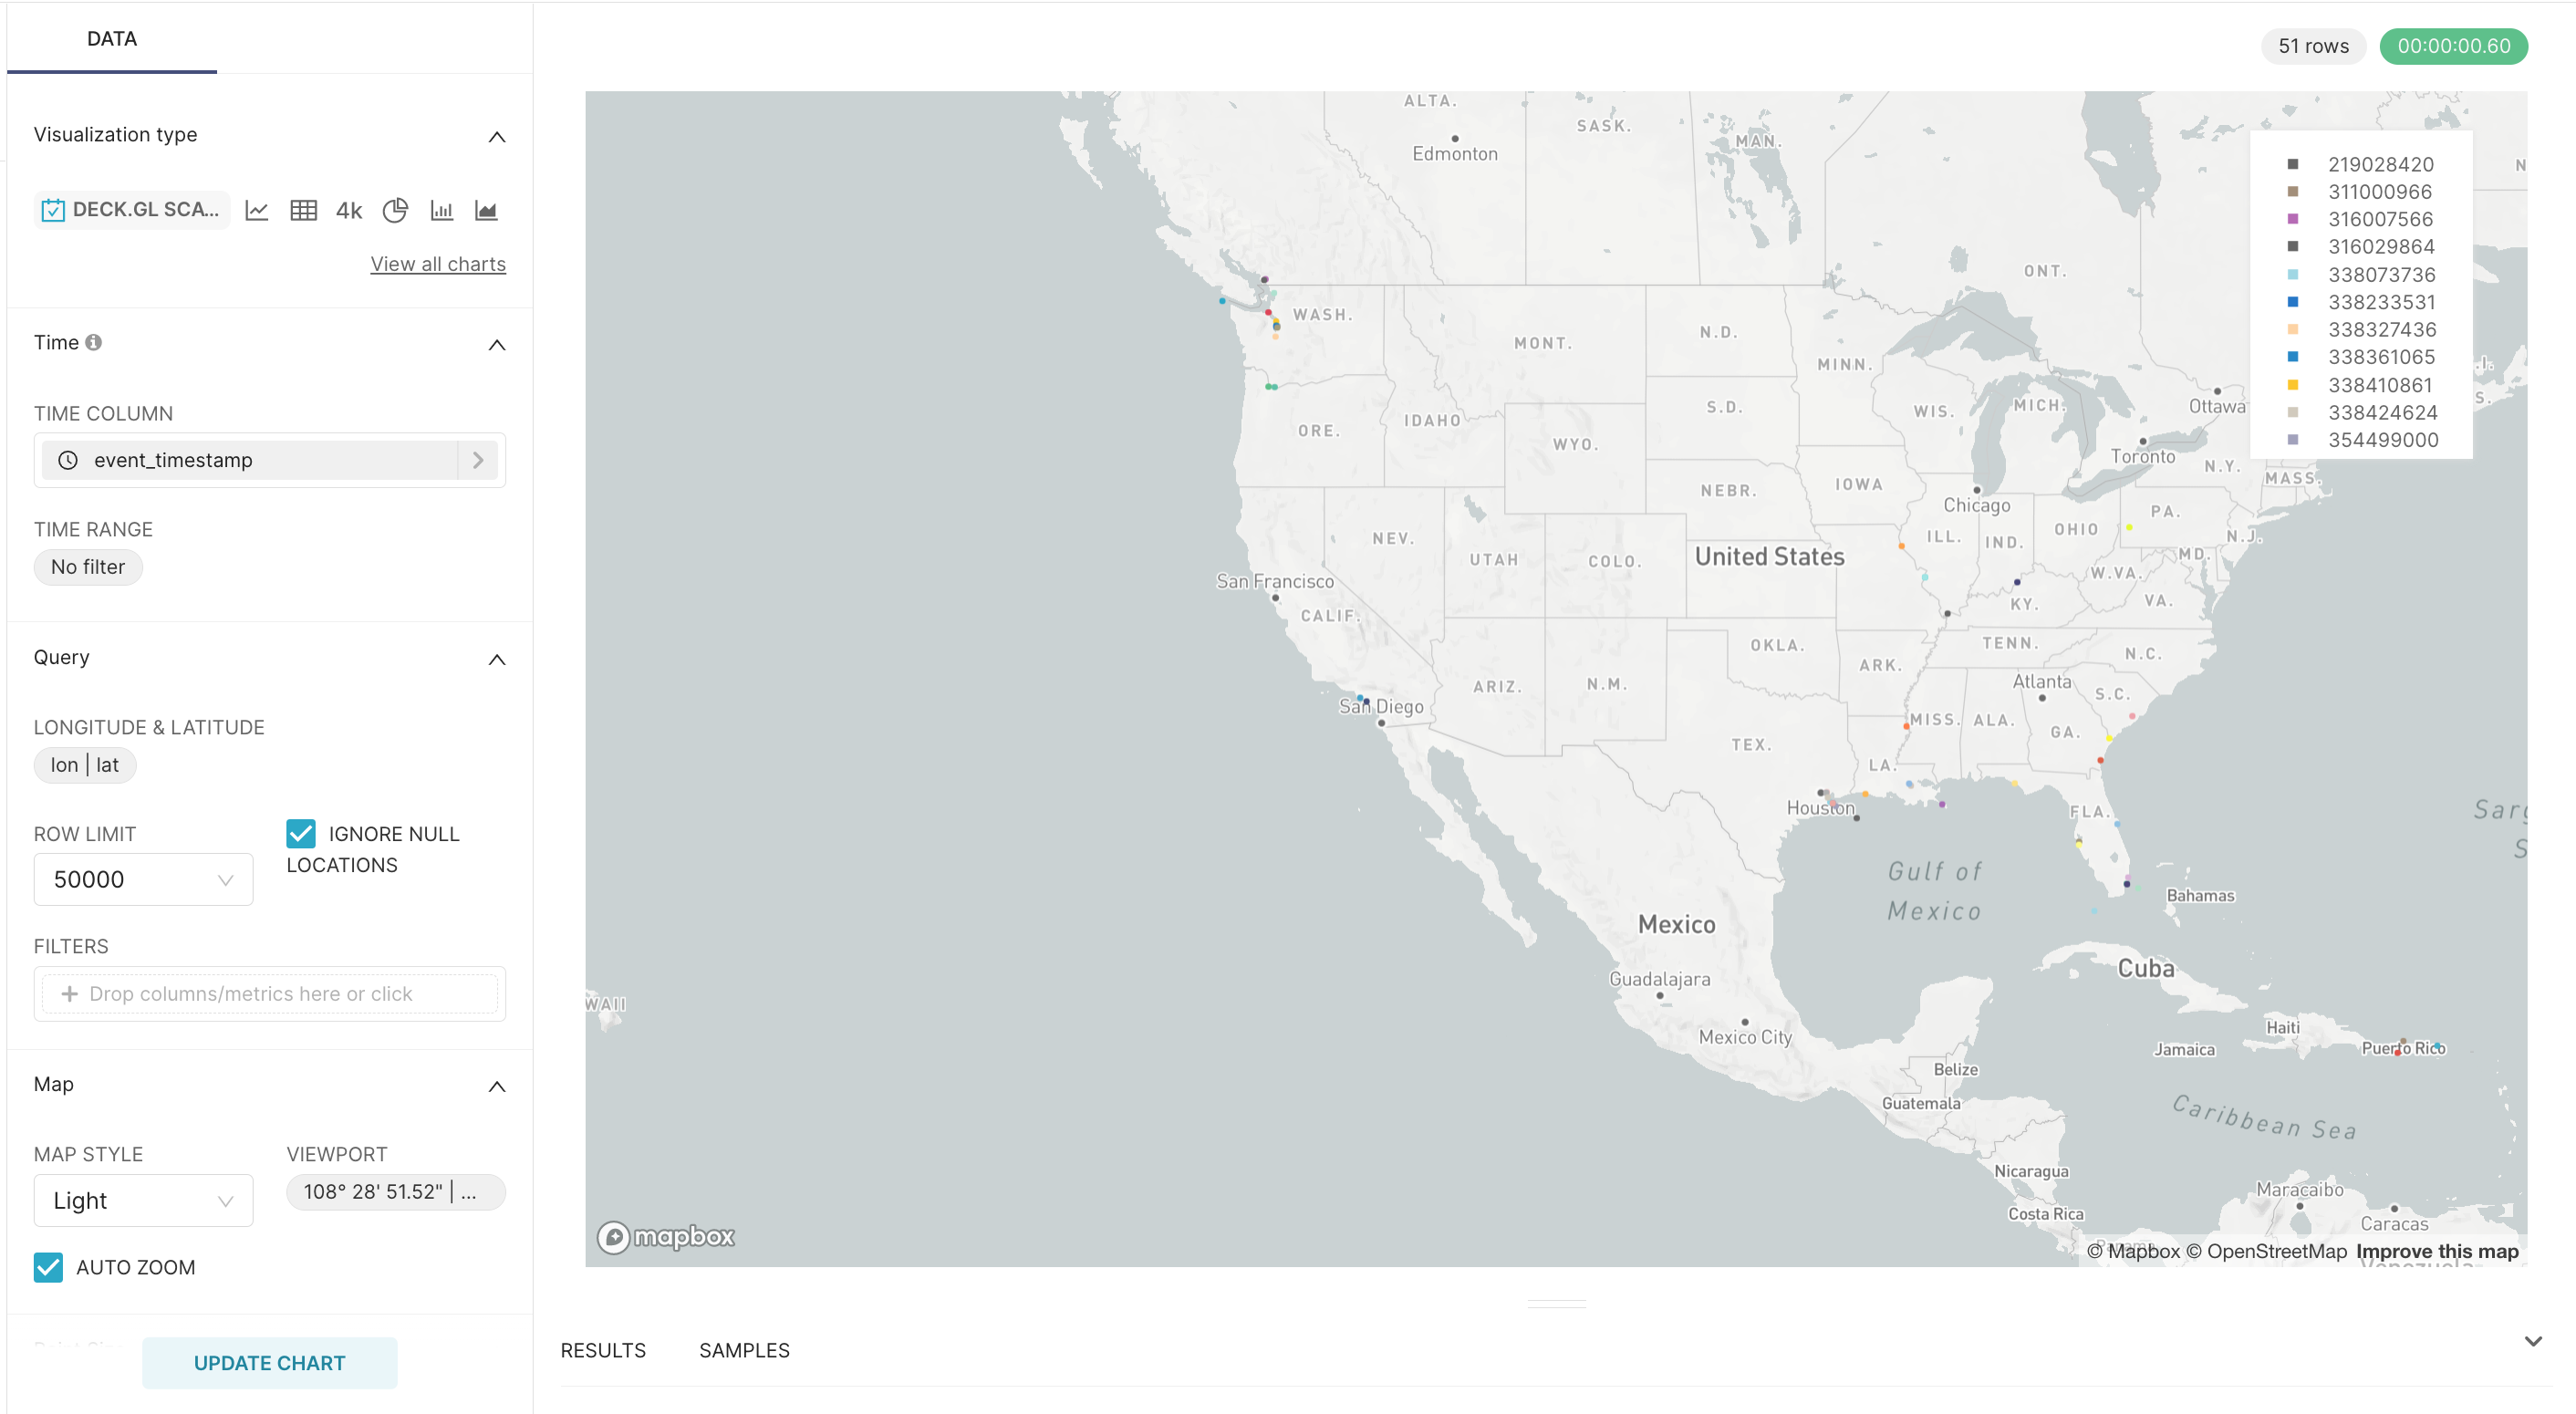 DATA
51 rows
00:00:00.60
Visualization type
DECK.GL SCA...
4k
View all charts
Time
TIME COLUMN
event_timestamp
TIME RANGE
No filter
Query
LONGITUDE & LATITUDE
lon | lat
ROW LIMIT
IGNORE NULL
LOCATIONS
50000
FILTERS
Drop columns/metrics here or click
Map
MAP STYLE
VIEWPORT
Light
108° 28' 51.52" | ...
AUTO ZOOM
UPDATE CHART
ALTA.
SASK.
MAN.
Edmonton
ONT.
WASH.
MONT.
N.D.
MINN.
ORE.
IDAHO
S.D.
WIS.
MICH.
Ottawa
WYO.
Toronto
N.Y.
MASS.
NEBR.
IOWA
Chicago
PA.
NEV.
UTAH
COLO.
United States
ILL.
IND.
OHIO
N.J.
MD.
San Francisco
W.VA.
CALIF.
KY.
VA.
OKLA.
TENN.
N.C.
ARK.
ARIZ.
N.M.
Atlanta
S.C.
San Diego
MISS.
ALA.
GA.
TEX.
LA.
Houston
FLA.
Gulf of
Mexico
Bahamas
Mexico
Cuba
Guadalajara
Mexico City
Haiti
Jamaica
Puerto Rico
Belize
Guatemala
Caribbean Sea
Nicaragua
Costa Rica
Maracaibo
Caracas
219028420
311000966
316007566
316029864
338073736
338233531
338327436
338361065
338410861
338424624
354499000
mapbox
© Mapbox © OpenStreetMap Improve this map
RESULTS
SAMPLES